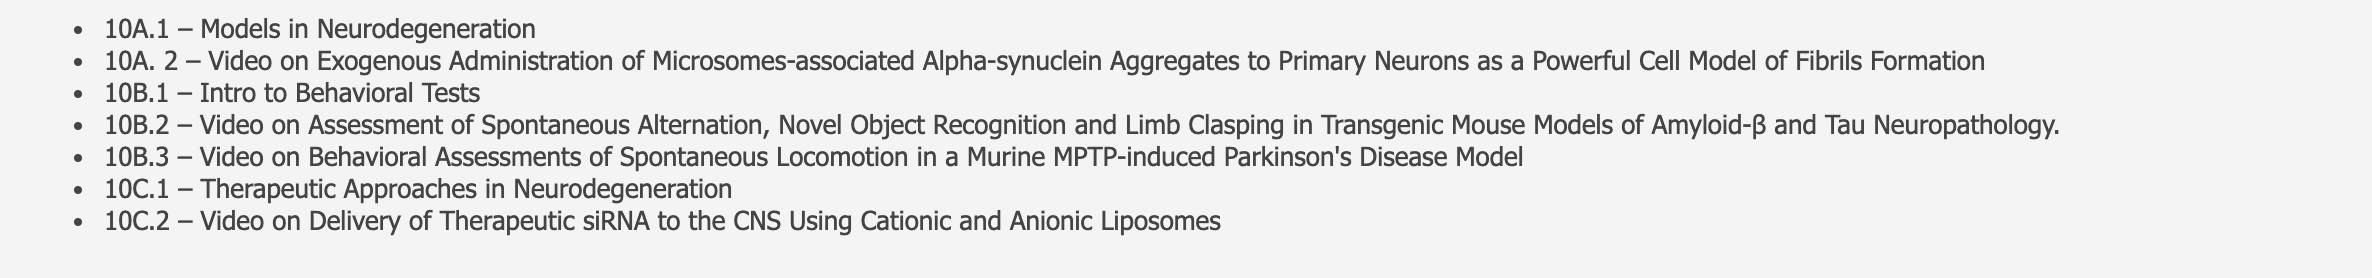 • 10A.1 – Models in Neurodegeneration
• 10A. 2 – Video on Exogenous Administration of Microsomes-associated Alpha-synuclein Aggregates to Primary Neurons as a Powerful Cell Model of Fibrils Formation
• 10B.1 – Intro to Behavioral Tests
• 10B.2 – Video on Assessment of Spontaneous Alternation, Novel Object Recognition and Limb Clasping in Transgenic Mouse Models of Amyloid-β and Tau Neuropathology.
• 10B.3 – Video on Behavioral Assessments of Spontaneous Locomotion in a Murine MPTP-induced Parkinson's Disease Model
• 10C.1 – Therapeutic Approaches in Neurodegeneration
• 10C.2 – Video on Delivery of Therapeutic siRNA to the CNS Using Cationic and Anionic Liposomes